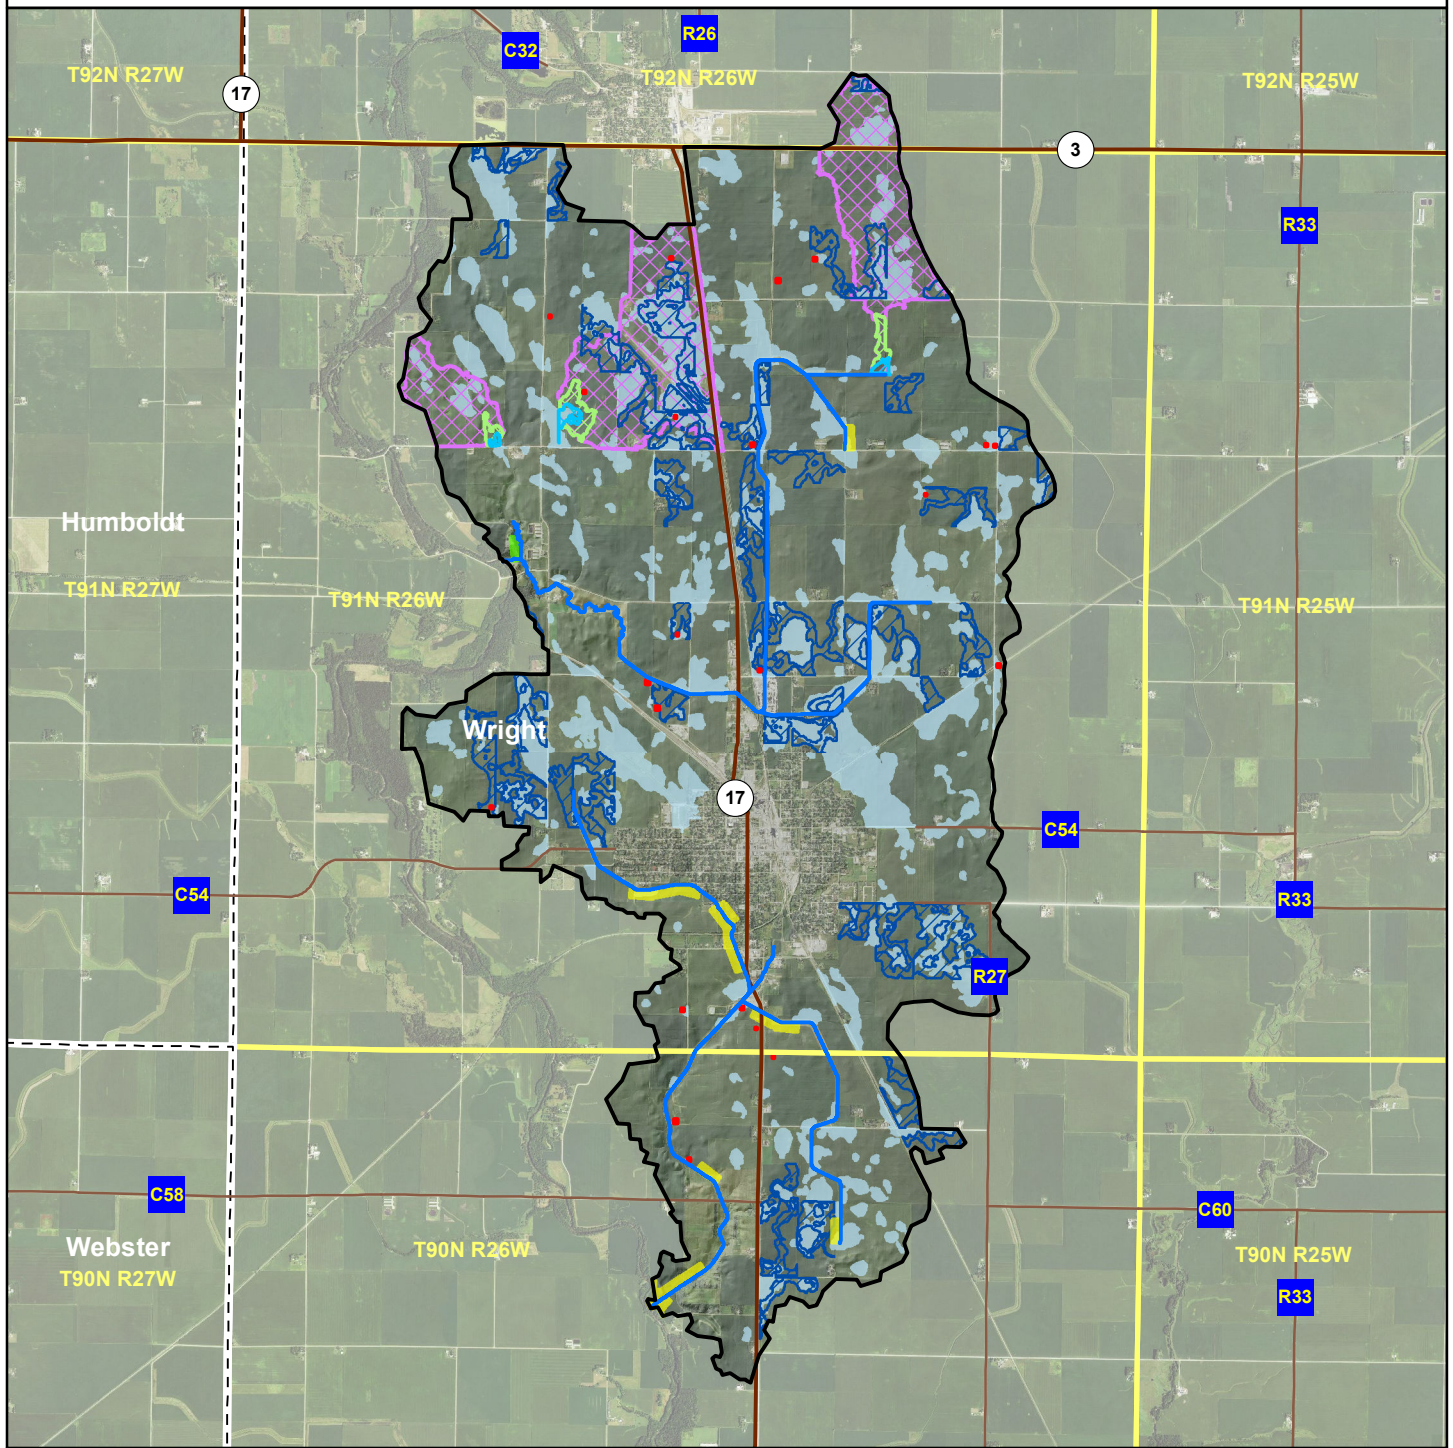 R26
C32
T92N R27W
T92N R26W
T92N R25W
17
3
R33
Humboldt
T91N R27W
T91N R26W
T91N R25W
Wright
17
C54
C54
R33
R27
C58
C60
Webster
T90N R27W
T90N R26W
T90N R25W
R33